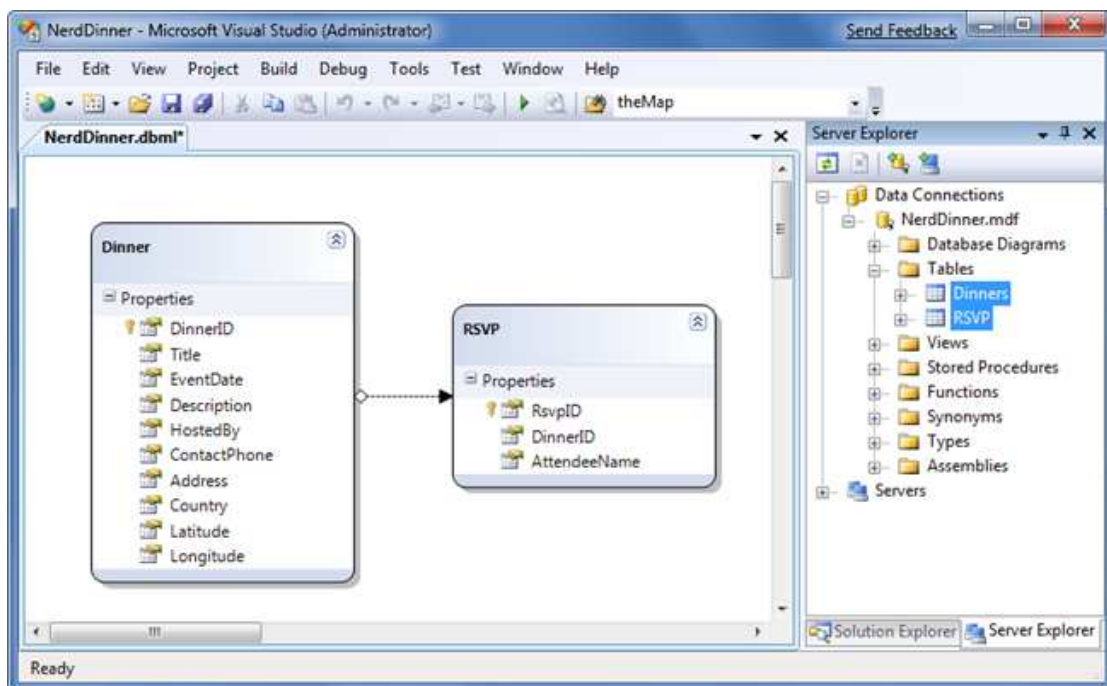 NerdDinner - Microsoft Visual Studio (Administrator)
Send Feedback
File Edit View Project Build Debug Tools Test Window Help
theMap
NerdDinner.dbml*
Dinner
Properties
DinnerID
Title
EventDate
Description
HostedBy
ContactPhone
Address
Country
Latitude
Longitude
RSVP
Properties
RsvpID
DinnerID
AttendeeName
Server Explorer
Data Connections
NerdDinner.mdf
Database Diagrams
Tables
Dinners
RSVP
Views
Stored Procedures
Functions
Synonyms
Types
Assemblies
Servers
Solution Explorer Server Explorer
Ready